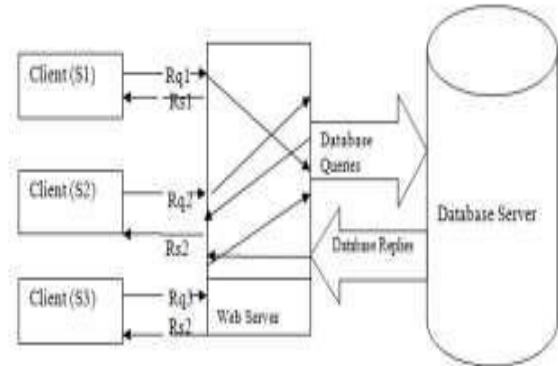 Client (S1)
Rq1
Rs1
Client (S2)
Rq2
Rs2
Client (S3)
Rq3
Rs2
Web Server
Database
Queries
Database Replies
Database Server